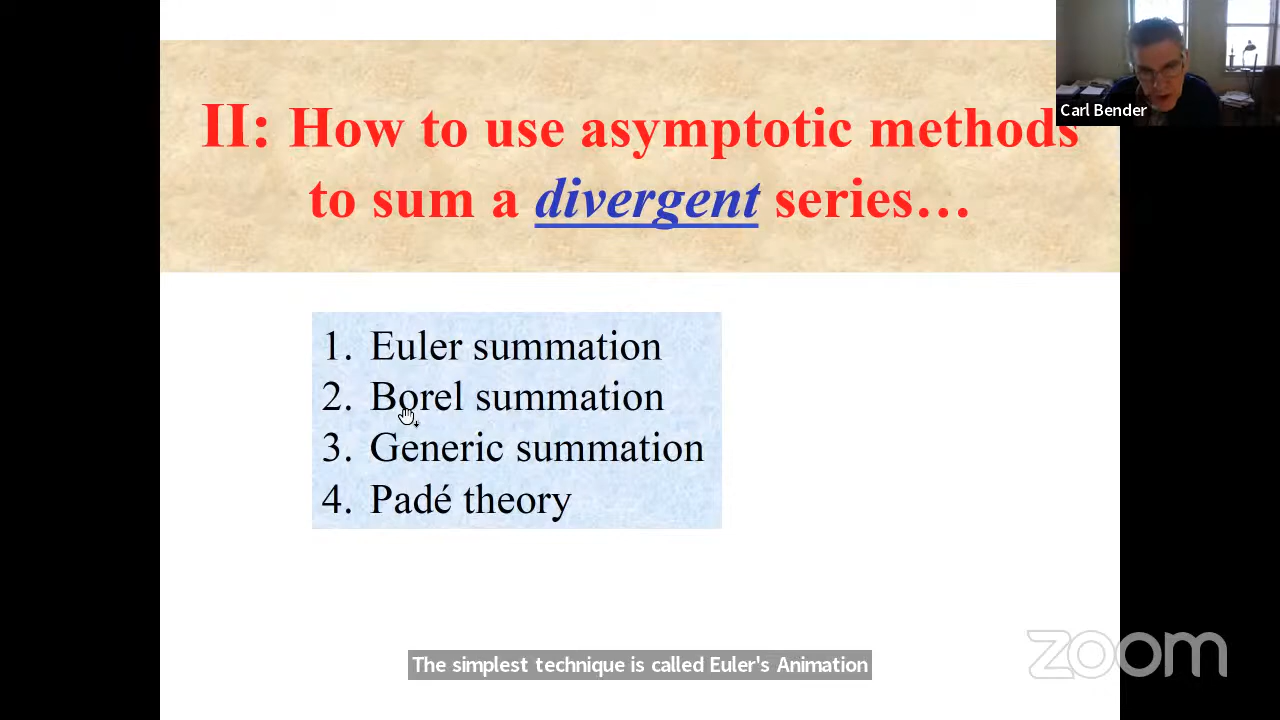 Carl Bender
II: How to use asymptotic methods
to sum a divergent series…
1. Euler summation
2. Borel summation
3. Generic summation
4. Padé theory
The simplest technique is called Euler's Animation
zoom